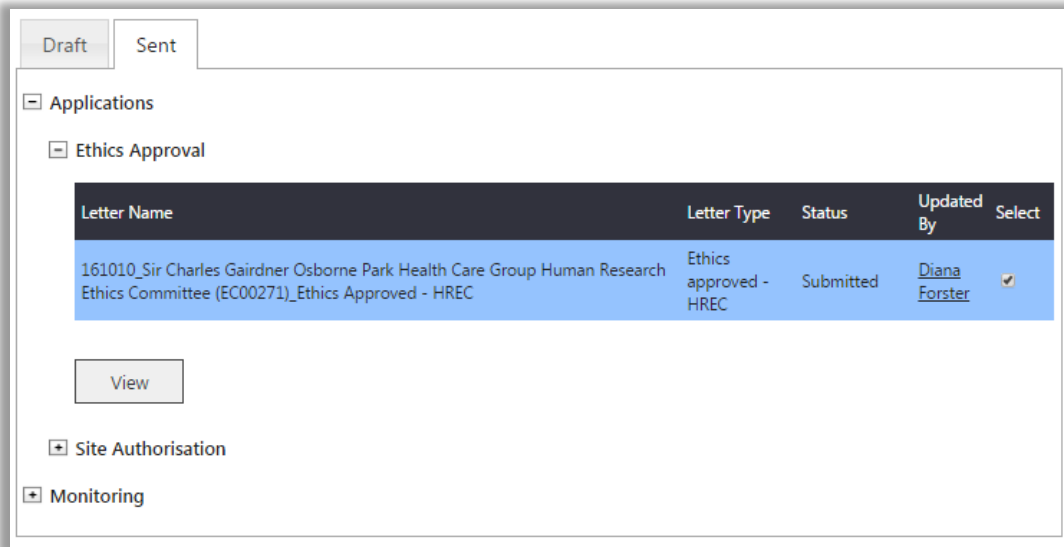 Draft Sent
Applications
Ethics Approval
Letter Name Letter Type Status Updated By Select
161010_Sir Charles Gairdner Osborne Park Health Care Group Human Research
Ethics Committee (EC00271)_Ethics Approved - HREC
Ethics
approved -
HREC
Submitted
Diana
Forster
View
Site Authorisation
Monitoring